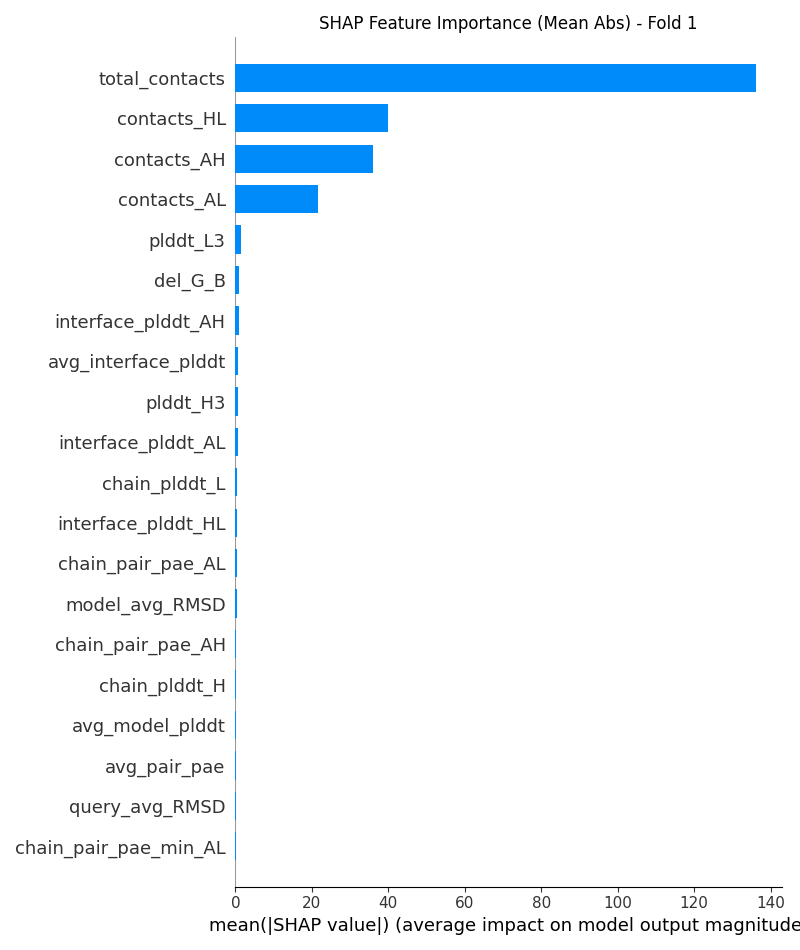 SHAP Feature Importance (Mean Abs) - Fold 1
total_contacts
contacts_HL
contacts_AH
contacts_AL
plddt_L3
del_G_B
interface_plddt_AH
avg_interface_plddt
plddt_H3
interface_plddt_AL
chain_plddt_L
interface_plddt_HL
chain_pair_pae_AL
model_avg_RMSD
chain_pair_pae_AH
chain_plddt_H
avg_model_plddt
avg_pair_pae
query_avg_RMSD
chain_pair_pae_min_AL
0 20 40 60 80 100 120 140
mean(|SHAP value|) (average impact on model output magnitude